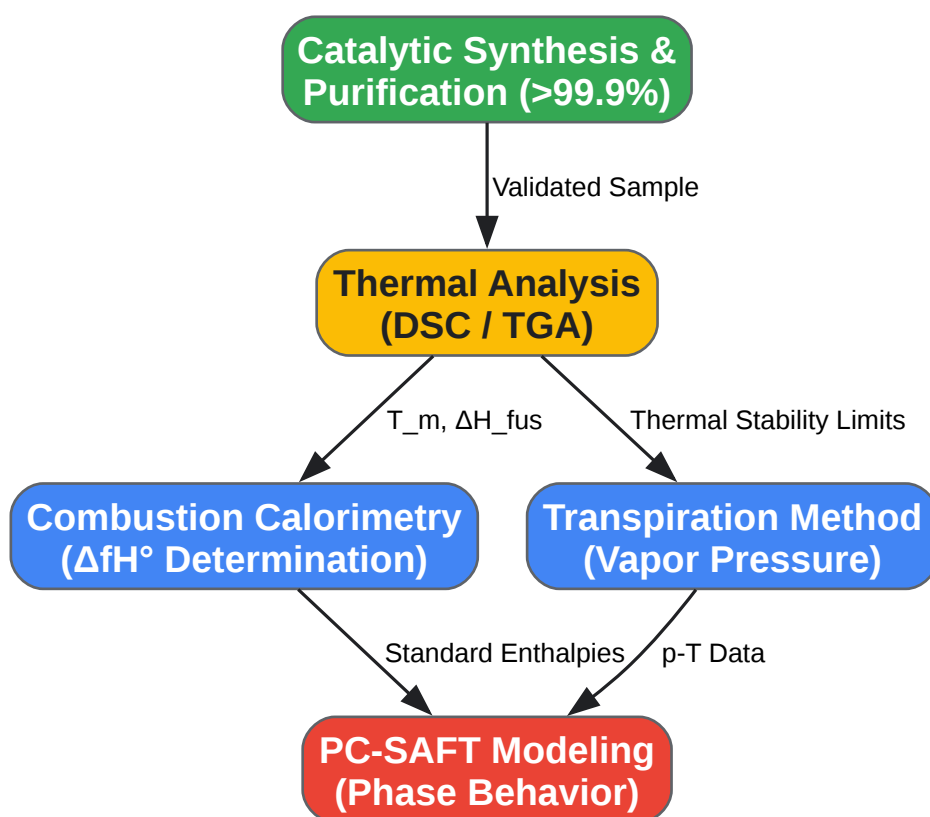 Catalytic Synthesis &
Purification (>99.9%)
Validated Sample
Thermal Analysis
(DSC / TGA)
T_m, ΔH_fus
Thermal Stability Limits
Combustion Calorimetry
(ΔfH° Determination)
Transpiration Method
(Vapor Pressure)
Standard Enthalpies
p-T Data
PC-SAFT Modeling
(Phase Behavior)